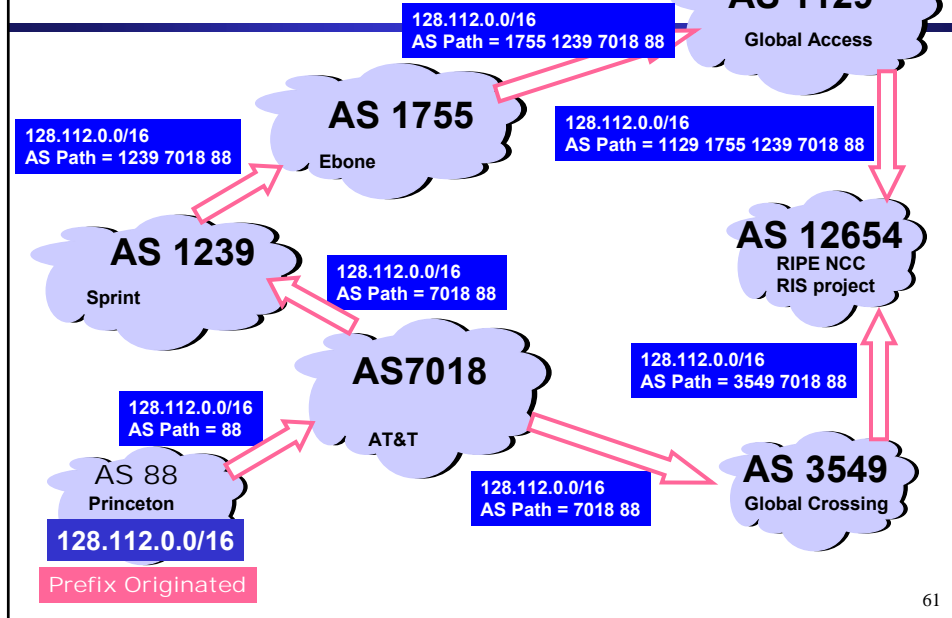 AS 1129
Global Access
128.112.0.0/16
AS Path = 1755 1239 7018 88
AS 1755
Ebone
128.112.0.0/16
AS Path = 1239 7018 88
128.112.0.0/16
AS Path = 1129 1755 1239 7018 88
AS 1239
Sprint
AS 12654
RIPE NCC
RIS project
128.112.0.0/16
AS Path = 7018 88
AS7018
AT&T
128.112.0.0/16
AS Path = 3549 7018 88
128.112.0.0/16
AS Path = 88
AS 88
Princeton
128.112.0.0/16
Prefix Originated
128.112.0.0/16
AS Path = 7018 88
AS 3549
Global Crossing
61